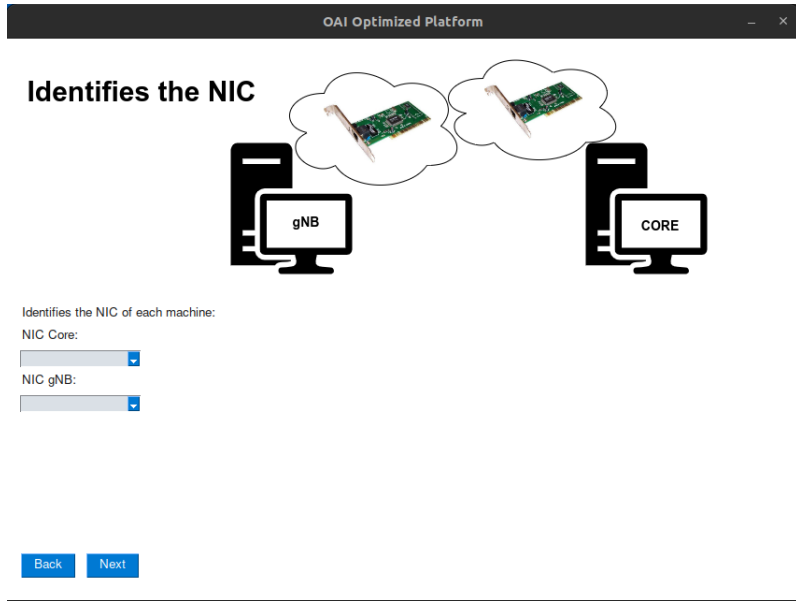 OAI Optimized Platform
Identifies the NIC
gNB
CORE
Identifies the NIC of each machine:
NIC Core:
NIC gNB:
Back
Next